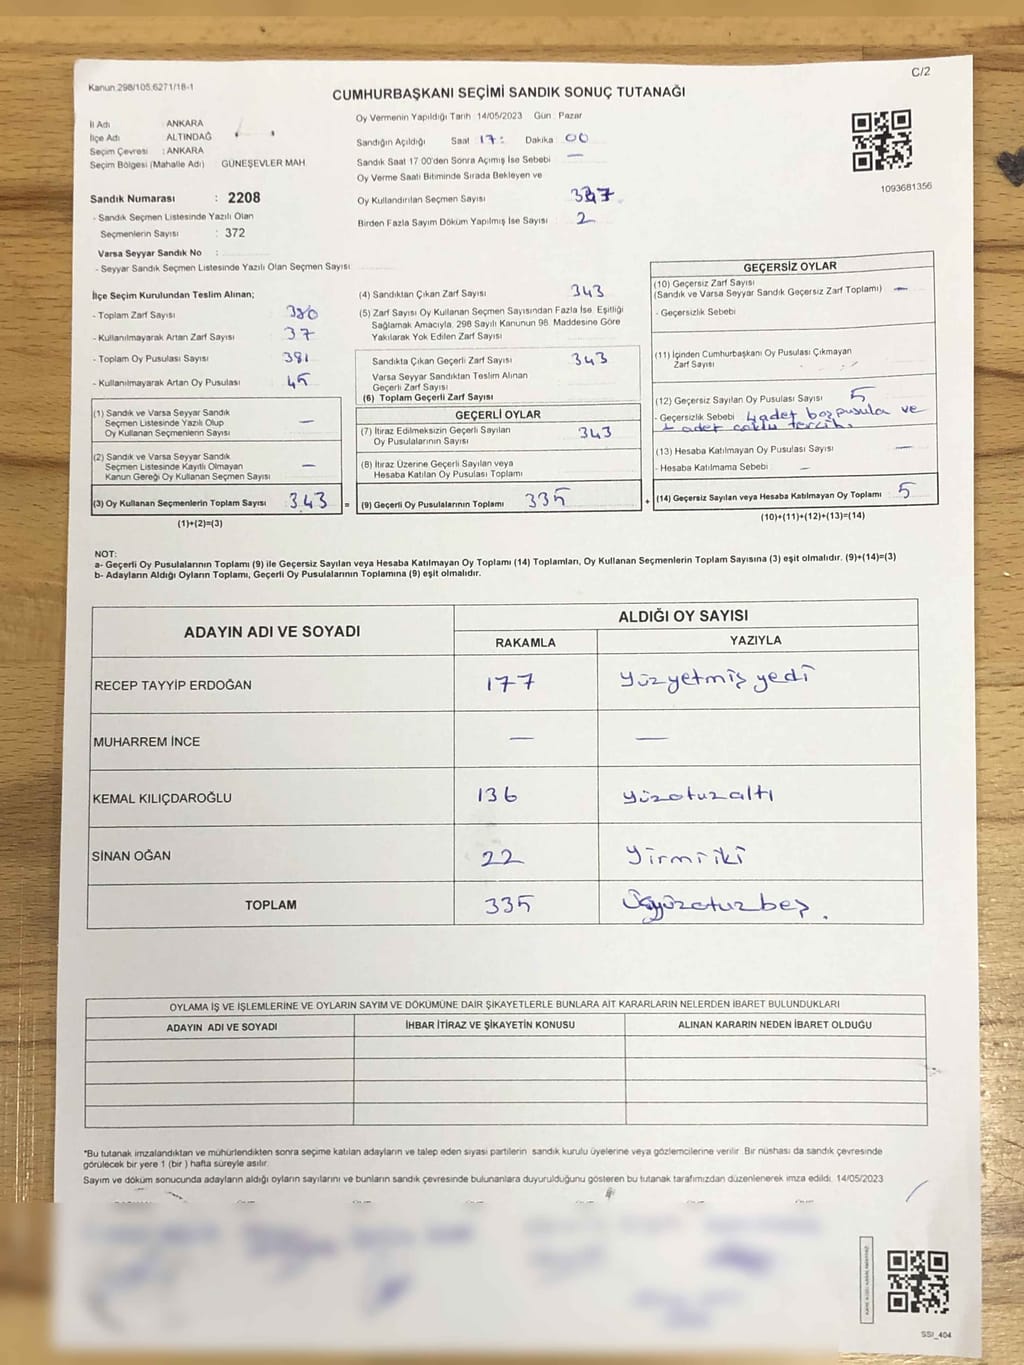 C/2
Kanun.298/105,6271/18-1
CUMHURBAŞKANI SEÇİMİ SANDIK SONUÇ TUTANAĞI
İl Adı : ANKARA
İlçe Adı : ALTINDAĞ
Seçim Çevresi : ANKARA
Seçim Bölgesi (Mahalle Adı) GÜNEŞEVLER MAH
Sandık Numarası : 2208
- Sandık Seçmen Listesinde Yazılı Olan
Seçmenlerin Sayısı : 372
Varsa Seyyar Sandık No :
- Seyyar Sandık Seçmen Listesinde Yazılı Olan Seçmen Sayısı
Oy Vermenin Yapıldığı Tarih : 14/05/2023 Gün : Pazar
Sandığın Açıldığı Saat 17: Dakika 00
Sandık Saat 17 00'den Sonra Açımış İse Sebebi —
Oy Verme Saati Bitiminde Sırada Bekleyen ve
Oy Kullandırılan Seçmen Sayısı
Birden Fazla Sayım Döküm Yapılmış İse Sayısı 2
1093681356
İlçe Seçim Kurulundan Teslim Alınan;
- Toplam Zarf Sayısı 380
- Kullanılmayarak Artan Zarf Sayısı 37
- Toplam Oy Pusulası Sayısı 381
- Kullanılmayarak Artan Oy Pusulası 45
(1) Sandık ve Varsa Seyyar Sandık
Seçmen Listesinde Yazılı Olup
Oy Kullanan Seçmenlerin Sayısı —
(2) Sandık ve Varsa Seyyar Sandık
Seçmen Listesinde Kayıtlı Olmayan
Kanun Gereği Oy Kullanan Seçmen Sayısı —
(3) Oy Kullanan Seçmenlerin Toplam Sayısı 343 =
(1)+(2)=(3)
(4) Sandıktan Çıkan Zarf Sayısı 343
(5) Zarf Sayısı Oy Kullanan Seçmen Sayısından Fazla İse, Eşitliği
Sağlamak Amacıyla, 298 Sayılı Kanunun 98. Maddesine Göre
Yakılarak Yok Edilen Zarf Sayısı
Sandıkta Çıkan Geçerli Zarf Sayısı 343
Varsa Seyyar Sandıktan Teslim Alınan
Geçerli Zarf Sayısı
(6) Toplam Geçerli Zarf Sayısı
GEÇERLİ OYLAR
(7) İtiraz Edilmeksizin Geçerli Sayılan
Oy Pusulalarının Sayısı 343
(8) İtiraz Üzerine Geçerli Sayılan veya
Hesaba Katılan Oy Pusulası Toplamı
(9) Geçerli Oy Pusulalarının Toplamı 335 +
GEÇERSİZ OYLAR
(10) Geçersiz Zarf Sayısı
(Sandık ve Varsa Seyyar Sandık Geçersiz Zarf Toplamı) —
- Geçersizlik Sebebi
(11) İçinden Cumhurbaşkanı Oy Pusulası Çıkmayan
Zarf Sayısı
(12) Geçersiz Sayılan Oy Pusulası Sayısı 5
- Geçersizlik Sebebi 4 adet boş pusula ve
1 adet çoklu tercih.
(13) Hesaba Katılmayan Oy Pusulası Sayısı —
- Hesaba Katılmama Sebebi —
(14) Geçersiz Sayılan veya Hesaba Katılmayan Oy Toplamı 5
(10)+(11)+(12)+(13)=(14)
NOT:
a- Geçerli Oy Pusulalarının Toplamı (9) ile Geçersiz Sayılan veya Hesaba Katılmayan Oy Toplamı (14) Toplamları, Oy Kullanan Seçmenlerin Toplam Sayısına (3) eşit olmalıdır. (9)+(14)=(3)
b- Adayların Aldığı Oyların Toplamı, Geçerli Oy Pusulalarının Toplamına (9) eşit olmalıdır.
ADAYIN ADI VE SOYADI ALDIĞI OY SAYISI
RAKAMLA YAZIYLA
RECEP TAYYİP ERDOĞAN 177 yüzyetmiş yedi
MUHARREM İNCE — —
KEMAL KILIÇDAROĞLU 136 yüzotuzaltı
SİNAN OĞAN 22 yirmiiki
TOPLAM 335 üçyüzotuzbeş.
OYLAMA İŞ VE İŞLEMLERİNE VE OYLARIN SAYIM VE DÖKÜMÜNE DAİR ŞİKAYETLERLE BUNLARA AİT KARARLARIN NELERDEN İBARET BULUNDUKLARI
ADAYIN ADI VE SOYADI İHBAR İTİRAZ VE ŞİKAYETİN KONUSU ALINAN KARARIN NEDEN İBARET OLDUĞU
*Bu tutanak imzalandıktan ve mühürlendikten sonra seçime katılan adayların ve talep eden siyasi partilerin sandık kurulu üyelerine veya gözlemcilerine verilir. Bir nüshası da sandık çevresinde
görülecek bir yere 1 (bir) hafta süreyle asılır.
Sayım ve döküm sonucunda adayların aldığı oyların sayılarını ve bunların sandık çevresinde bulunanlara duyurulduğunu gösteren bu tutanak tarafımızdan düzenlenerek imza edildi. 14/05/2023
SSI_404